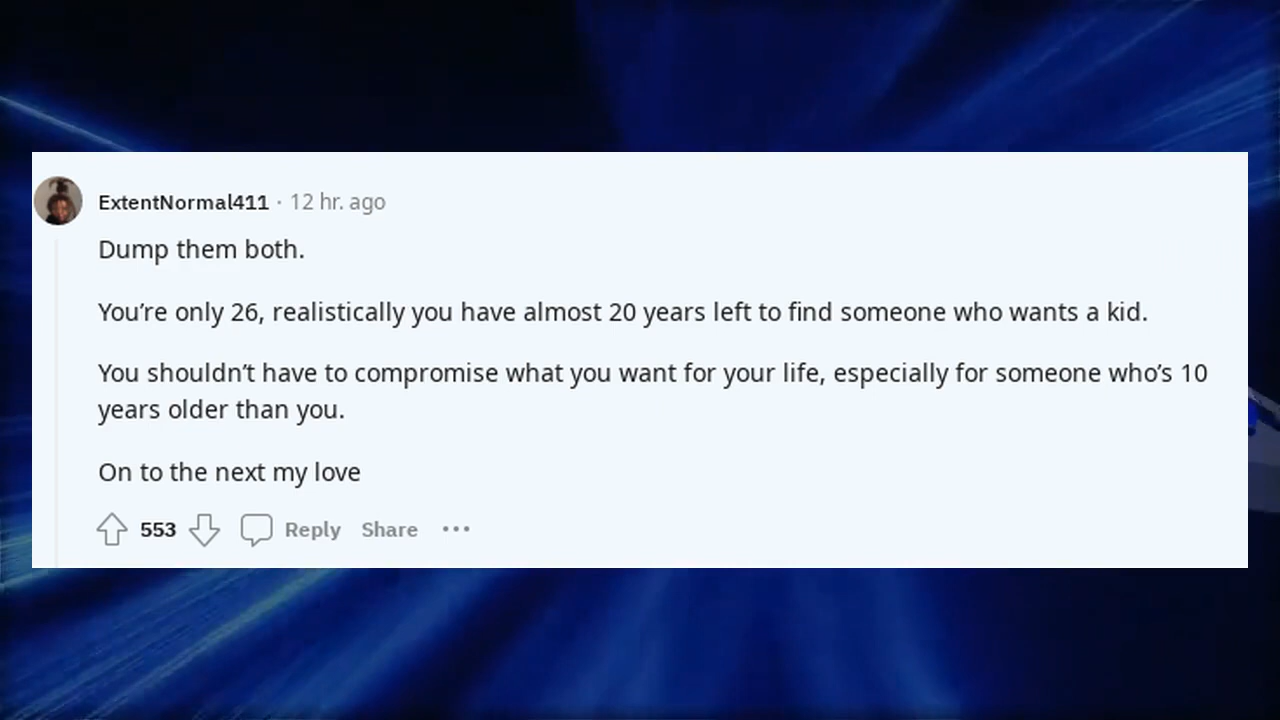 ExtentNormal411 · 12 hr. ago
Dump them both.
You’re only 26, realistically you have almost 20 years left to find someone who wants a kid.
You shouldn’t have to compromise what you want for your life, especially for someone who’s 10
years older than you.
On to the next my love
553 Reply Share ···